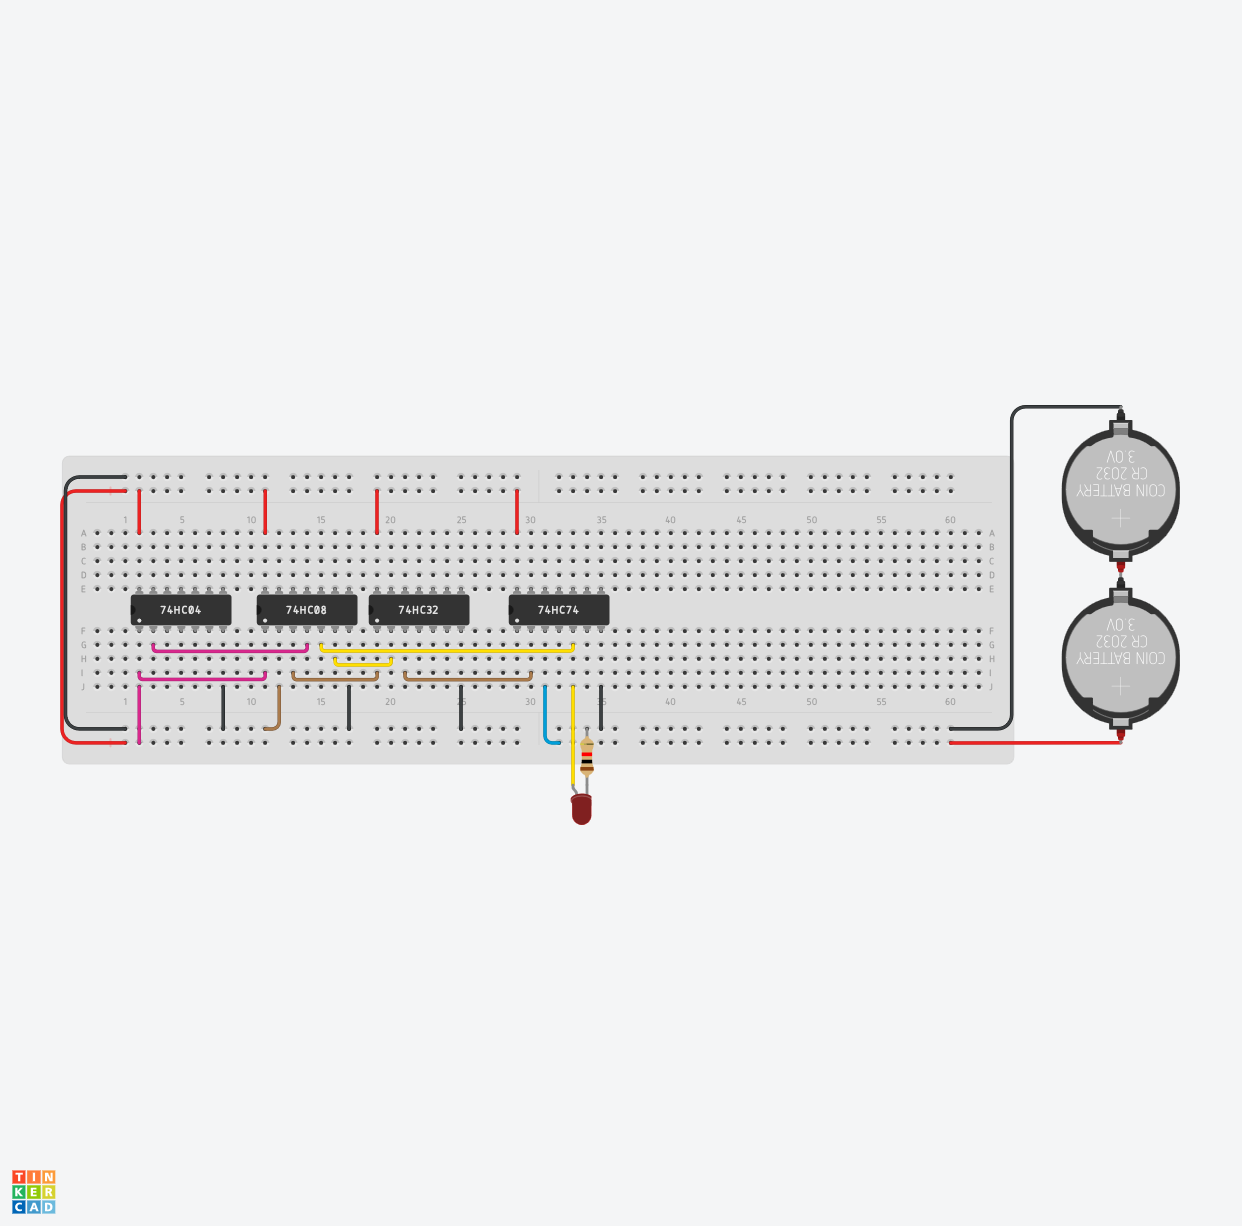 COIN BATTERY
CR 2032
3.0V
1 5 10 15 20 25 30 35 40 45 50 55 60
A A
B B
C C
D D
E E
74HC04 74HC08 74HC32 74HC74
COIN BATTERY
CR 2032
3.0V
F F
G G
H H
I I
J J
1 5 10 15 20 25 30 35 40 45 50 55 60
TIN
KER
CAD